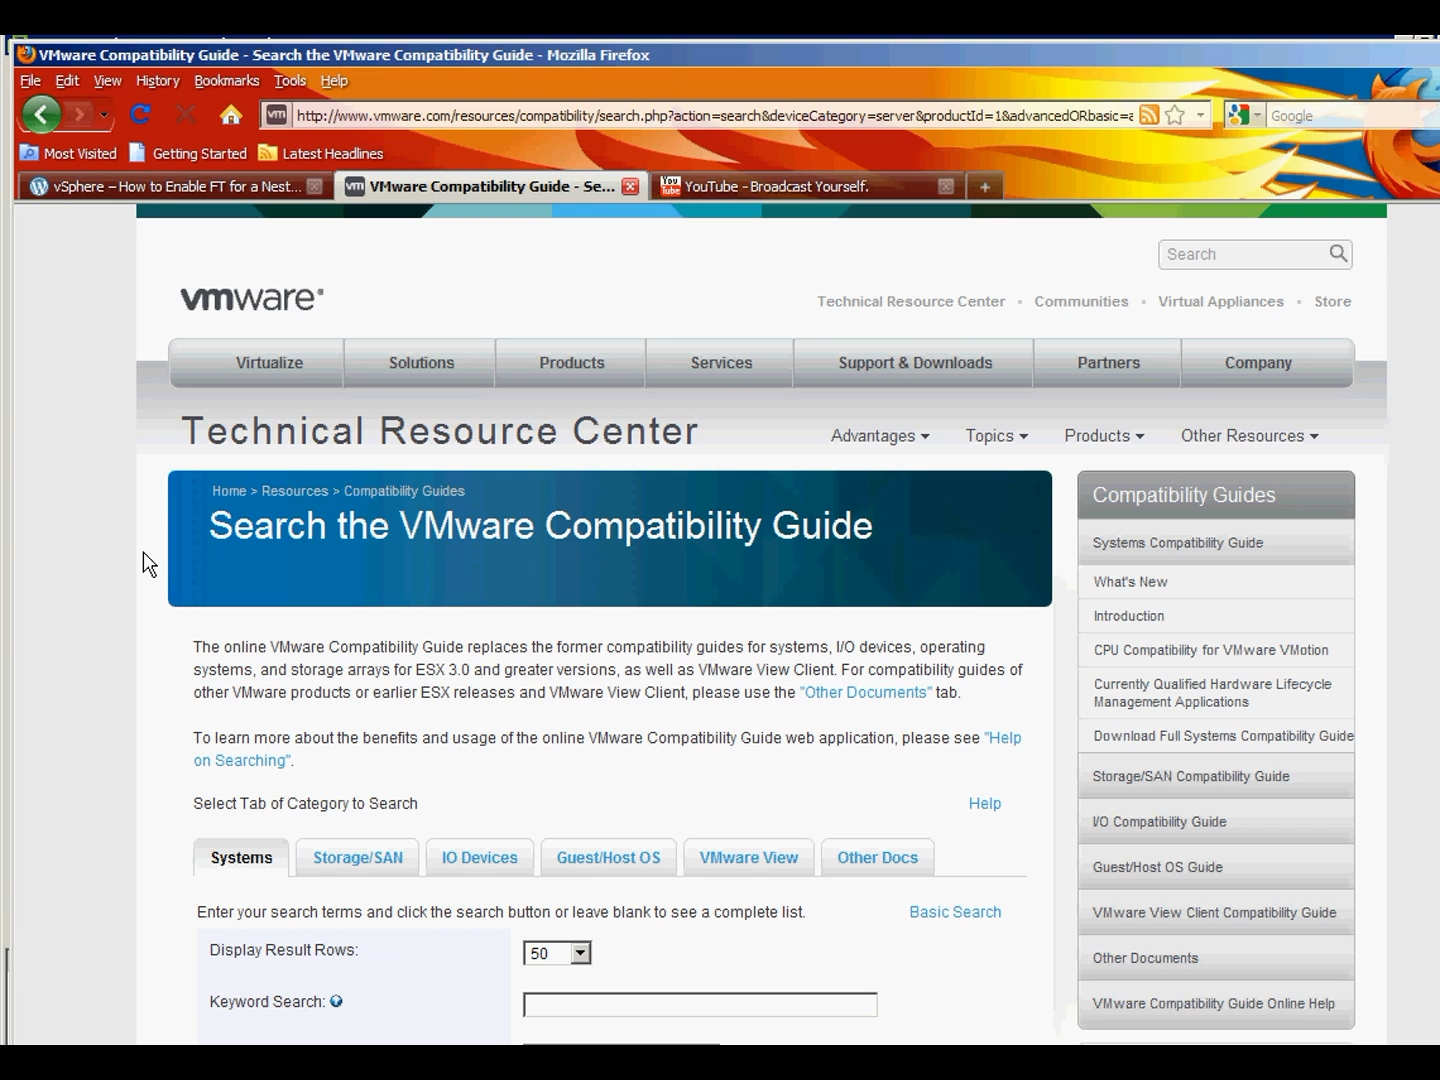 VMware Compatibility Guide - Search the VMware Compatibility Guide - Mozilla Firefox
File Edit View History Bookmarks Tools Help
vm http://www.vmware.com/resources/compatibility/search.php?action=search&deviceCategory=server&productId=1&advancedORbasic=a Google
Most Visited Getting Started Latest Headlines
vSphere – How to Enable FT for a Nest... vm VMware Compatibility Guide - Se... You Tube YouTube - Broadcast Yourself.
Search
vmware
Technical Resource Center Communities Virtual Appliances Store
Virtualize Solutions Products Services Support & Downloads Partners Company
Technical Resource Center
Advantages Topics Products Other Resources
Home > Resources > Compatibility Guides
Search the VMware Compatibility Guide
The online VMware Compatibility Guide replaces the former compatibility guides for systems, I/O devices, operating
systems, and storage arrays for ESX 3.0 and greater versions, as well as VMware View Client. For compatibility guides of
other VMware products or earlier ESX releases and VMware View Client, please use the "Other Documents" tab.
To learn more about the benefits and usage of the online VMware Compatibility Guide web application, please see "Help
on Searching".
Select Tab of Category to Search Help
Systems Storage/SAN IO Devices Guest/Host OS VMware View Other Docs
Enter your search terms and click the search button or leave blank to see a complete list. Basic Search
Display Result Rows: 50
Keyword Search:
Compatibility Guides
Systems Compatibility Guide
What's New
Introduction
CPU Compatibility for VMware VMotion
Currently Qualified Hardware Lifecycle
Management Applications
Download Full Systems Compatibility Guide
Storage/SAN Compatibility Guide
I/O Compatibility Guide
Guest/Host OS Guide
VMware View Client Compatibility Guide
Other Documents
VMware Compatibility Guide Online Help